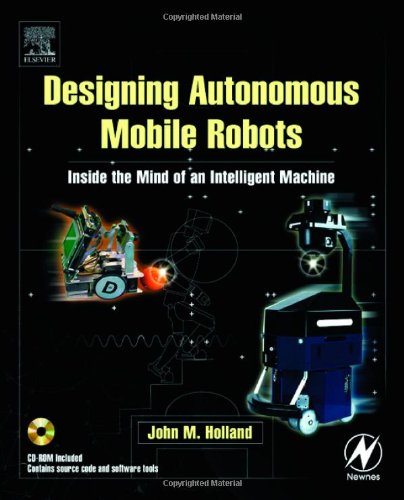 Copyrighted Material
ELSEVIER
Designing Autonomous
Mobile Robots
Inside the Mind of an Intelligent Machine
D
John M. Holland
CD-ROM Included
Contains source code and software tools
Newnes
Copyrighted Material